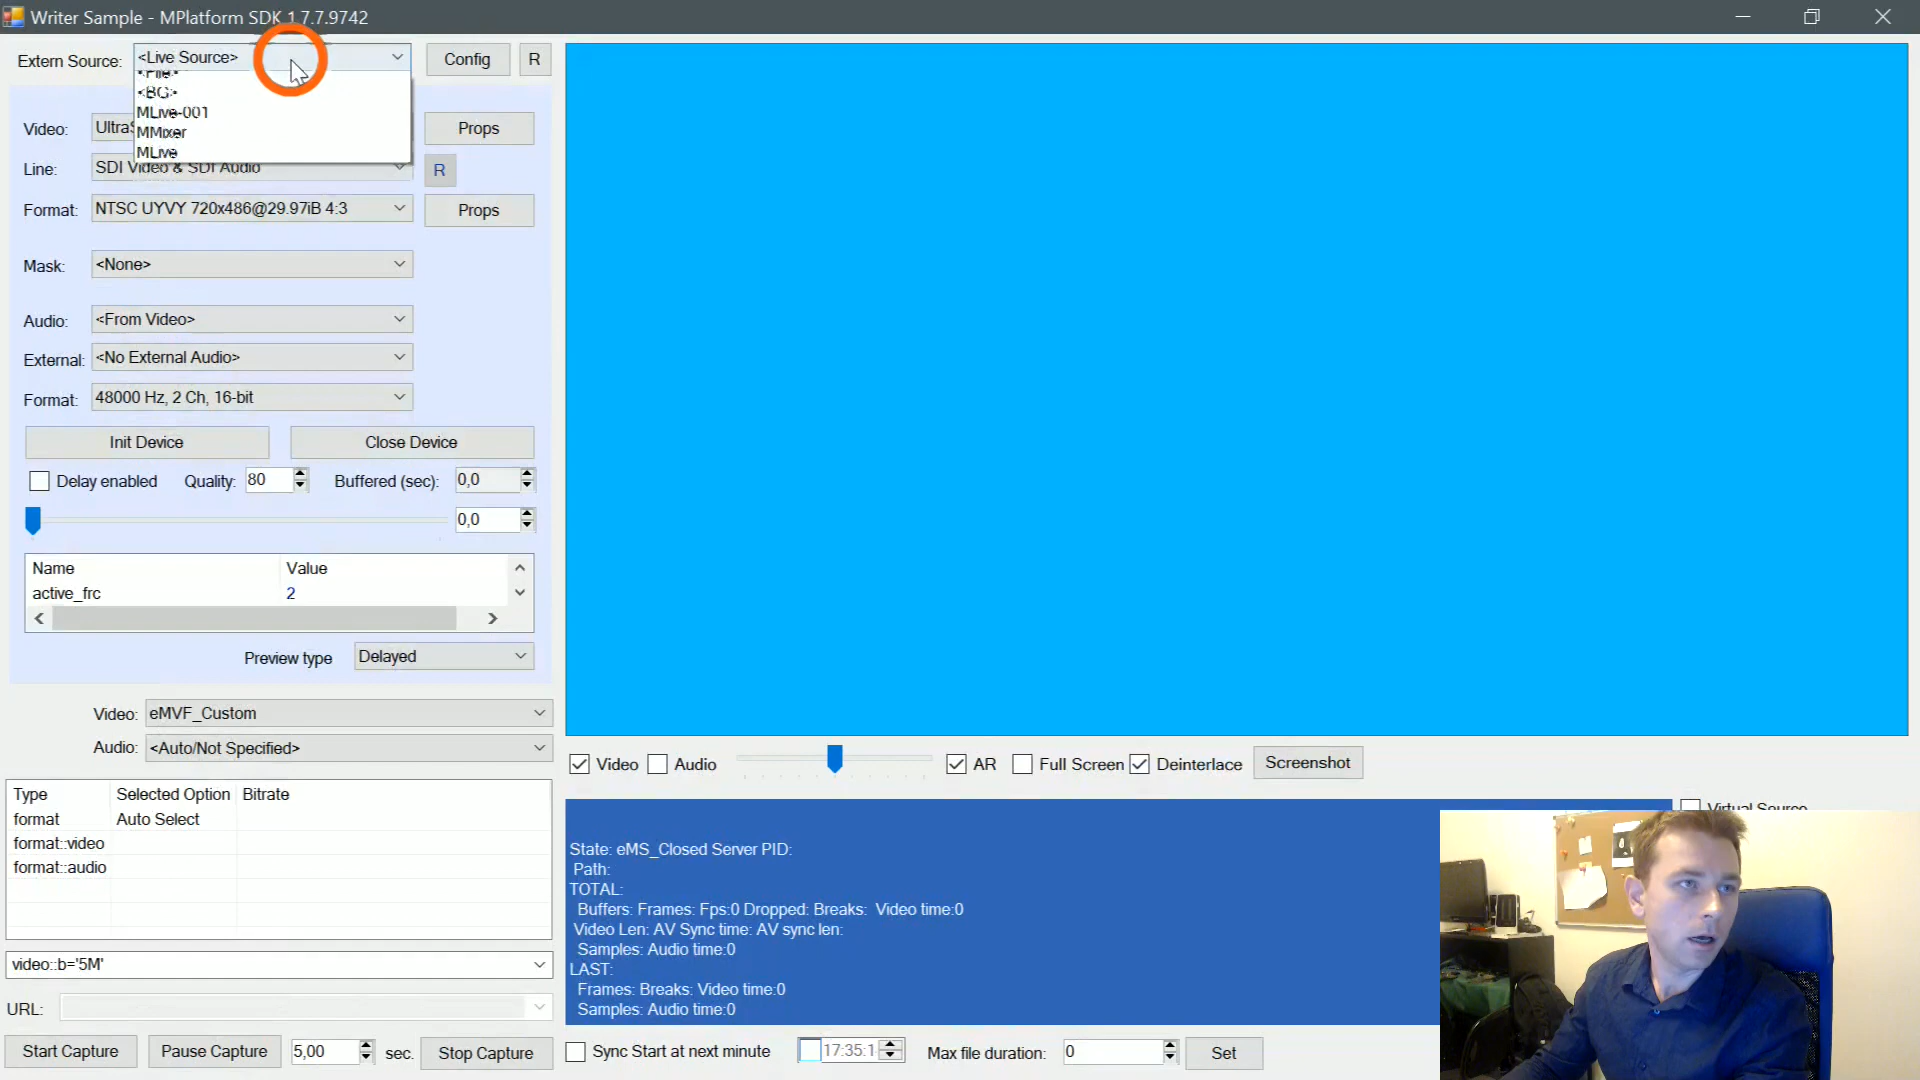 Writer Sample - MPlatform SDK 1.7.7.9742
Extern Source:
<Live Source>
Config
R
<File>
<BG>
MLive-001
MMixer
MLive
Video:
Props
Line:
SDI Video & SDI Audio
R
Format:
NTSC UYVY 720x486@29.97iB 4:3
Props
Mask:
<None>
Audio:
<From Video>
External:
<No External Audio>
Format:
48000 Hz, 2 Ch, 16-bit
Init Device
Close Device
Delay enabled
Quality:
80
Buffered (sec):
0,0
0,0
Name Value
active_frc 2
Preview type
Delayed
Video:
eMVF_Custom
Audio:
<Auto/Not Specified>
Type Selected Option Bitrate
format Auto Select
format::video
format::audio
video::b='5M'
URL:
Start Capture
Pause Capture
5,00
sec.
Stop Capture
Video
Audio
AR
Full Screen
Deinterlace
Screenshot
Virtual Source
State: eMS_Closed Server PID:
Path:
TOTAL:
Buffers: Frames: Fps:0 Dropped: Breaks: Video time:0
Video Len: AV Sync time: AV sync len:
Samples: Audio time:0
LAST:
Frames: Breaks: Video time:0
Samples: Audio time:0
Sync Start at next minute
17:35:1
Max file duration:
0
Set